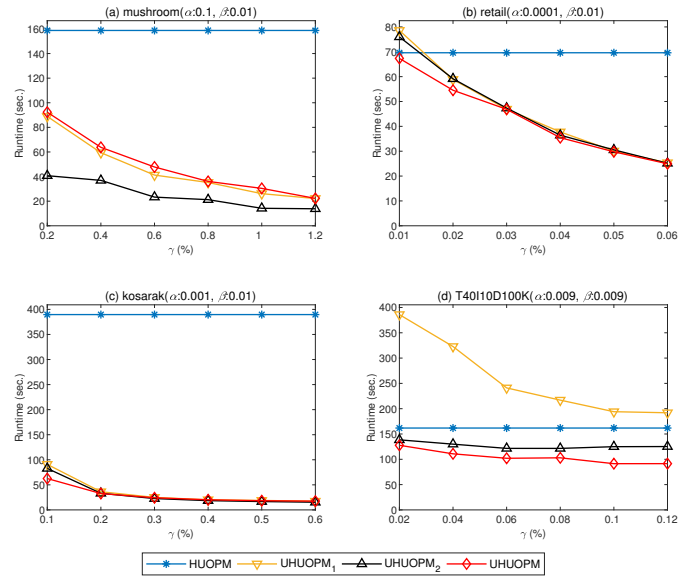 (a) mushroom(α:0.1, β:0.01)
160
140
120
100
80
60
40
20
0
Runtime (sec.)
0.2 0.4 0.6 0.8 1 1.2
γ (%)
(b) retail(α:0.0001, β:0.01)
80
70
60
50
40
30
20
10
0
Runtime (sec.)
0.01 0.02 0.03 0.04 0.05 0.06
γ (%)
(c) kosarak(α:0.001, β:0.01)
400
350
300
250
200
150
100
50
0
Runtime (sec.)
0.1 0.2 0.3 0.4 0.5 0.6
γ (%)
(d) T40I10D100K(α:0.009, β:0.009)
400
350
300
250
200
150
100
50
0
Runtime (sec.)
0.02 0.04 0.06 0.08 0.1 0.12
γ (%)
HUOPM UHUOPM1 UHUOPM2 UHUOPM